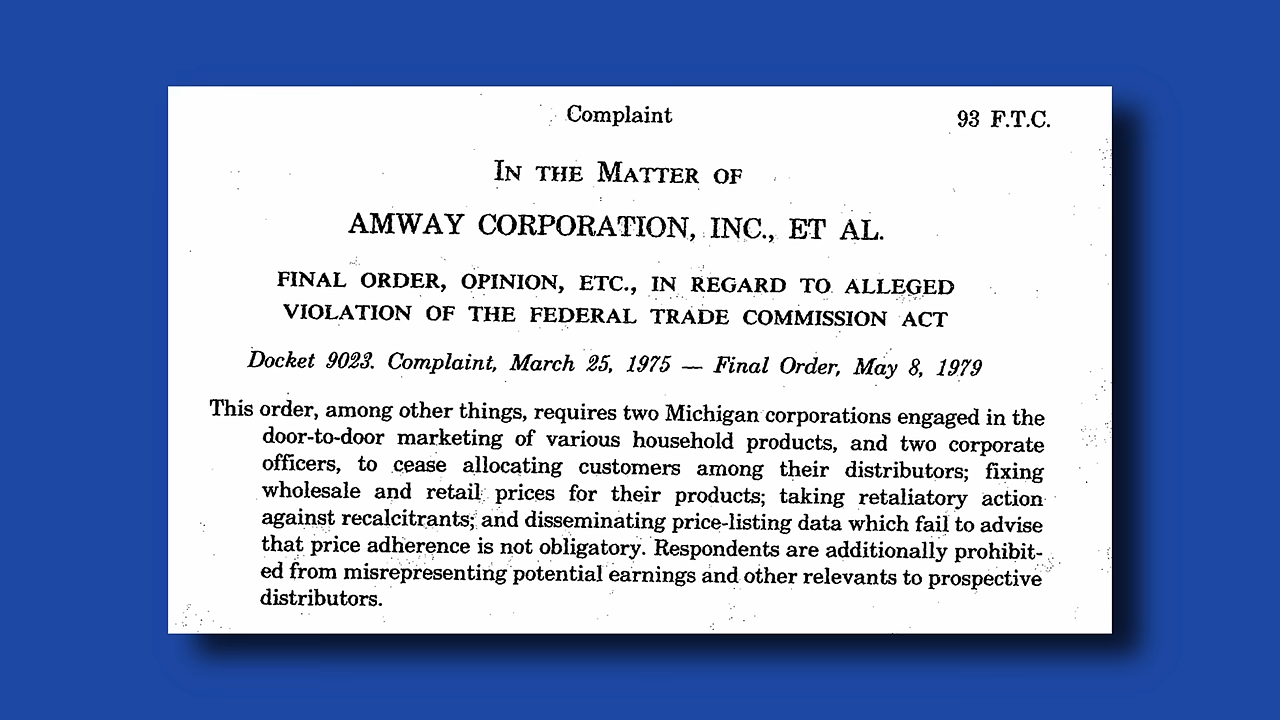 Complaint
93 F.T.C.
IN THE MATTER OF
AMWAY CORPORATION, INC., ET AL.
FINAL ORDER, OPINION, ETC., IN REGARD TO ALLEGED
VIOLATION OF THE FEDERAL TRADE COMMISSION ACT
Docket 9023. Complaint, March 25, 1975 — Final Order, May 8, 1979
This order, among other things, requires two Michigan corporations engaged in the
door-to-door marketing of various household products, and two corporate
officers, to cease allocating customers among their distributors; fixing
wholesale and retail prices for their products; taking retaliatory action
against recalcitrants; and disseminating price-listing data which fail to advise
that price adherence is not obligatory. Respondents are additionally prohibit-
ed from misrepresenting potential earnings and other relevants to prospective
distributors.